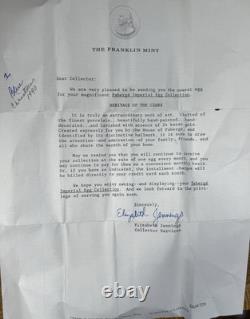 THE FRANKLIN MINT
Dear Collector:
We are very pleased to be sending you the second egg
for your magnificent Fabergé Imperial Egg Collection.
HERITAGE OF THE CZARS
It is truly an extraordinary work of art. Crafted of
the finest porcelain, beautifully hand painted, hand
decorated, and accented with accents of 24 karat gold.
Created expressly for you by the House of Fabergé, and
identified by its distinctive hallmark, it is sure to draw
the attention and admiration of your family, friends, and
all who share the warmth of your home.
May we remind you that you will continue to receive
your collection at the rate of one egg every month, and you
may continue to pay for them on a convenient monthly basis.
Or, if you have so indicated, the installment charges will
be billed directly to your credit card each month.
We hope you enjoy owning and displaying your Fabergé
Imperial Egg Collection. And we look forward to the privilege
of serving you again soon.
Sincerely,
Elizabeth Jennings
Elizabeth Jennings
Collector Services